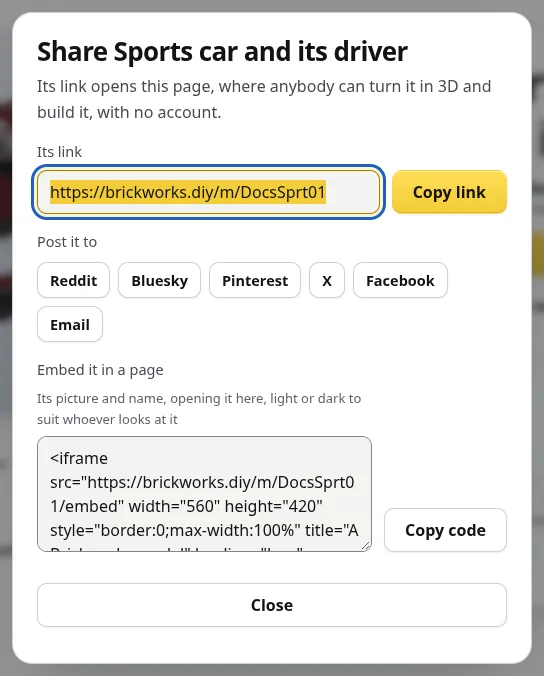 Share Sports car and its driver
Its link opens this page, where anybody can turn it in 3D and
build it, with no account.
Its link
https://brickworks.diy/m/DocsSprt01
Copy link
Post it to
Reddit
Bluesky
Pinterest
X
Facebook
Email
Embed it in a page
Its picture and name, opening it here, light or dark to
suit whoever looks at it
<iframe
src="https://brickworks.diy/m/DocsSprt0
1/embed" width="560" height="420"
style="border:0;max-width:100%" title="A
Copy code
Close